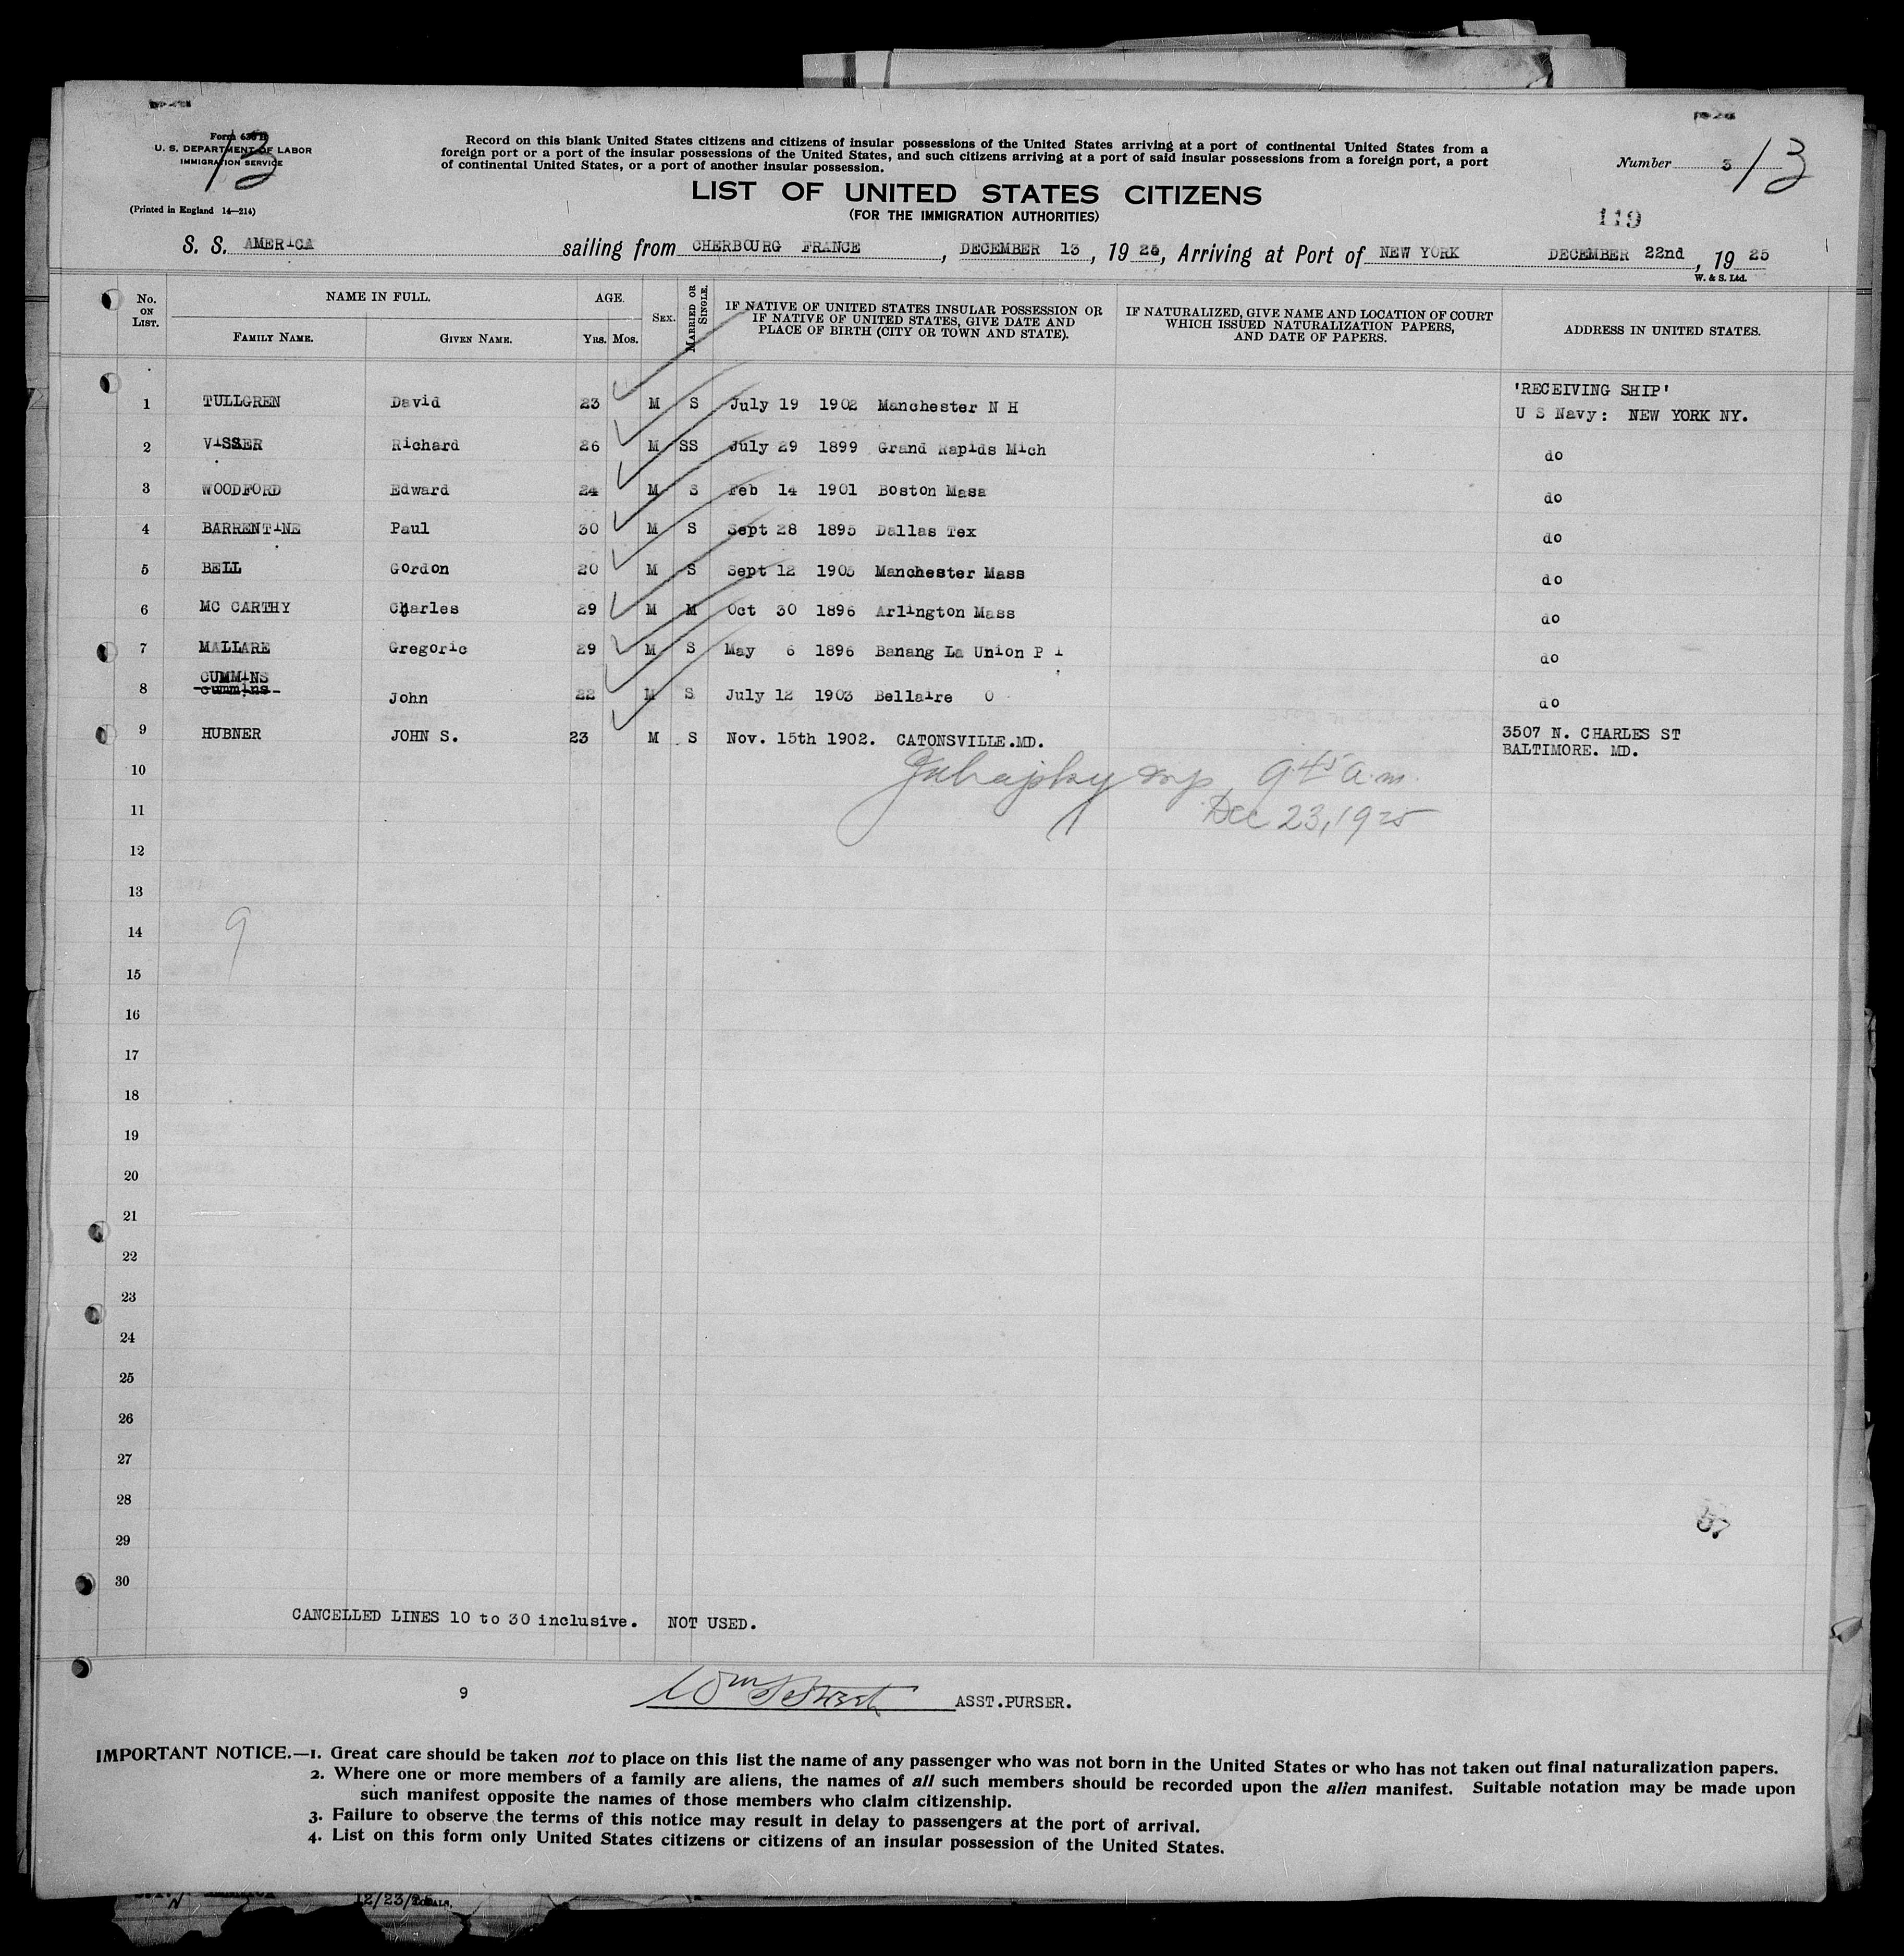 Form 630 B
U. S. DEPARTMENT OF LABOR
IMMIGRATION SERVICE
13
(Printed in England 14—214)
Record on this blank United States citizens and citizens of insular possessions of the United States arriving at a port of continental United States from a
foreign port or a port of the insular possessions of the United States, and such citizens arriving at a port of said insular possessions from a foreign port, a port
of continental United States, or a port of another insular possession.
Number 3 13
LIST OF UNITED STATES CITIZENS
(FOR THE IMMIGRATION AUTHORITIES)
119
S. S. AMERICA sailing from CHERBOURG FRANCE, DECEMBER 13, 19 25, Arriving at Port of NEW YORK DECEMBER 22nd, 19 25
W. & S. Ltd.
No. ON LIST. NAME IN FULL. AGE. SEX. MARRIED OR SINGLE. IF NATIVE OF UNITED STATES INSULAR POSSESSION OR IF NATIVE OF UNITED STATES, GIVE DATE AND PLACE OF BIRTH (CITY OR TOWN AND STATE). IF NATURALIZED, GIVE NAME AND LOCATION OF COURT WHICH ISSUED NATURALIZATION PAPERS, AND DATE OF PAPERS. ADDRESS IN UNITED STATES.
FAMILY NAME. GIVEN NAME. YRS. MOS.
'RECEIVING SHIP'
1 TULLGREN David 23 M S July 19 1902 Manchester N H U S Navy: NEW YORK NY.
2 VISSER Richard 26 M SS July 29 1899 Grand Rapids Mich do
3 WOODFORD Edward 24 M S Feb 14 1901 Boston Mass do
4 BARRENTINE Paul 30 M S Sept 28 1895 Dallas Tex do
5 BELL Gordon 20 M S Sept 12 1905 Manchester Mass do
6 MC CARTHY Charles 29 M M Oct 30 1896 Arlington Mass do
7 MALLARE Gregorio 29 M S May 6 1896 Banang La Union P I do
CUMMINS
8 cummins John 22 M S July 12 1903 Bellaire O do
9 HUBNER JOHN S. 23 M S Nov. 15th 1902. CATONSVILLE.MD. 3507 N. CHARLES ST
BALTIMORE. MD.
10
9 45 a.m.
11
Dec 23, 1925
12
13
14
9
15
16
17
18
19
20
21
22
23
24
25
26
27
28
57
29
30
CANCELLED LINES 10 to 30 inclusive. NOT USED.
9
ASST.PURSER.
IMPORTANT NOTICE.—1. Great care should be taken not to place on this list the name of any passenger who was not born in the United States or who has not taken out final naturalization papers.
2. Where one or more members of a family are aliens, the names of all such members should be recorded upon the alien manifest. Suitable notation may be made upon
such manifest opposite the names of those members who claim citizenship.
3. Failure to observe the terms of this notice may result in delay to passengers at the port of arrival.
4. List on this form only United States citizens or citizens of an insular possession of the United States.
12/23/25